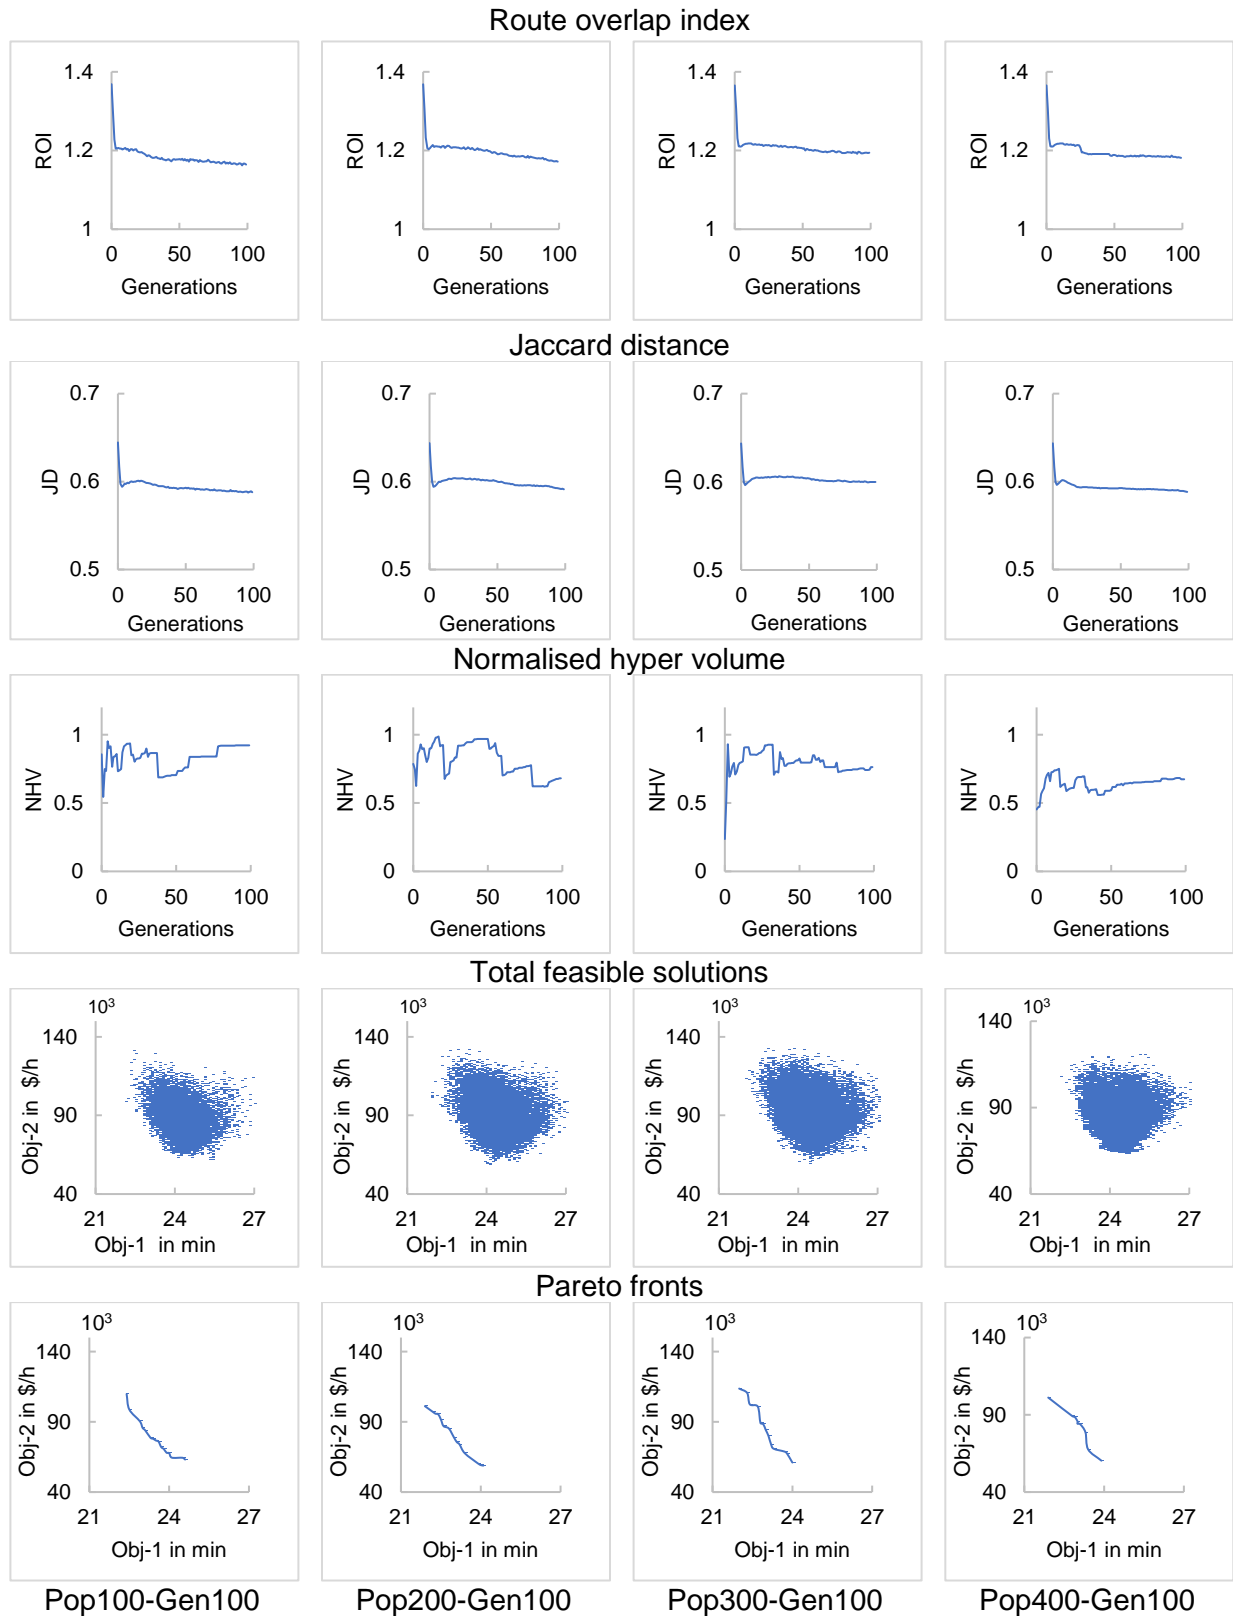 Route overlap index
1.4 1.4 1.4 1.4
ROI ROI ROI ROI
1.2 1.2 1.2 1.2
1 1 1 1
0 50 100 0 50 100 0 50 100 0 50 100
Generations Generations Generations Generations
Jaccard distance
0.7 0.7 0.7 0.7
JD JD JD JD
0.6 0.6 0.6 0.6
0.5 0.5 0.5 0.5
0 50 100 0 50 100 0 50 100 0 50 100
Generations Generations Generations Generations
Normalised hyper volume
1 1 1 1
NHV NHV NHV NHV
0.5 0.5 0.5 0.5
0 0 0 0
0 50 100 0 50 100 0 50 100 0 50 100
Generations Generations Generations Generations
Total feasible solutions
10³ 10³ 10³ 10³
140 140 140 140
Obj-2 in $/h Obj-2 in $/h Obj-2 in $/h Obj-2 in $/h
90 90 90 90
40 40 40 40
21 24 27 21 24 27 21 24 27 21 24 27
Obj-1 in min Obj-1 in min Obj-1 in min Obj-1 in min
Pareto fronts
10³ 10³ 10³ 10³
140 140 140 140
Obj-2 in $/h Obj-2 in $/h Obj-2 in $/h Obj-2 in $/h
90 90 90 90
40 40 40 40
21 24 27 21 24 27 21 24 27 21 24 27
Obj-1 in min Obj-1 in min Obj-1 in min Obj-1 in min
Pop100-Gen100 Pop200-Gen100 Pop300-Gen100 Pop400-Gen100